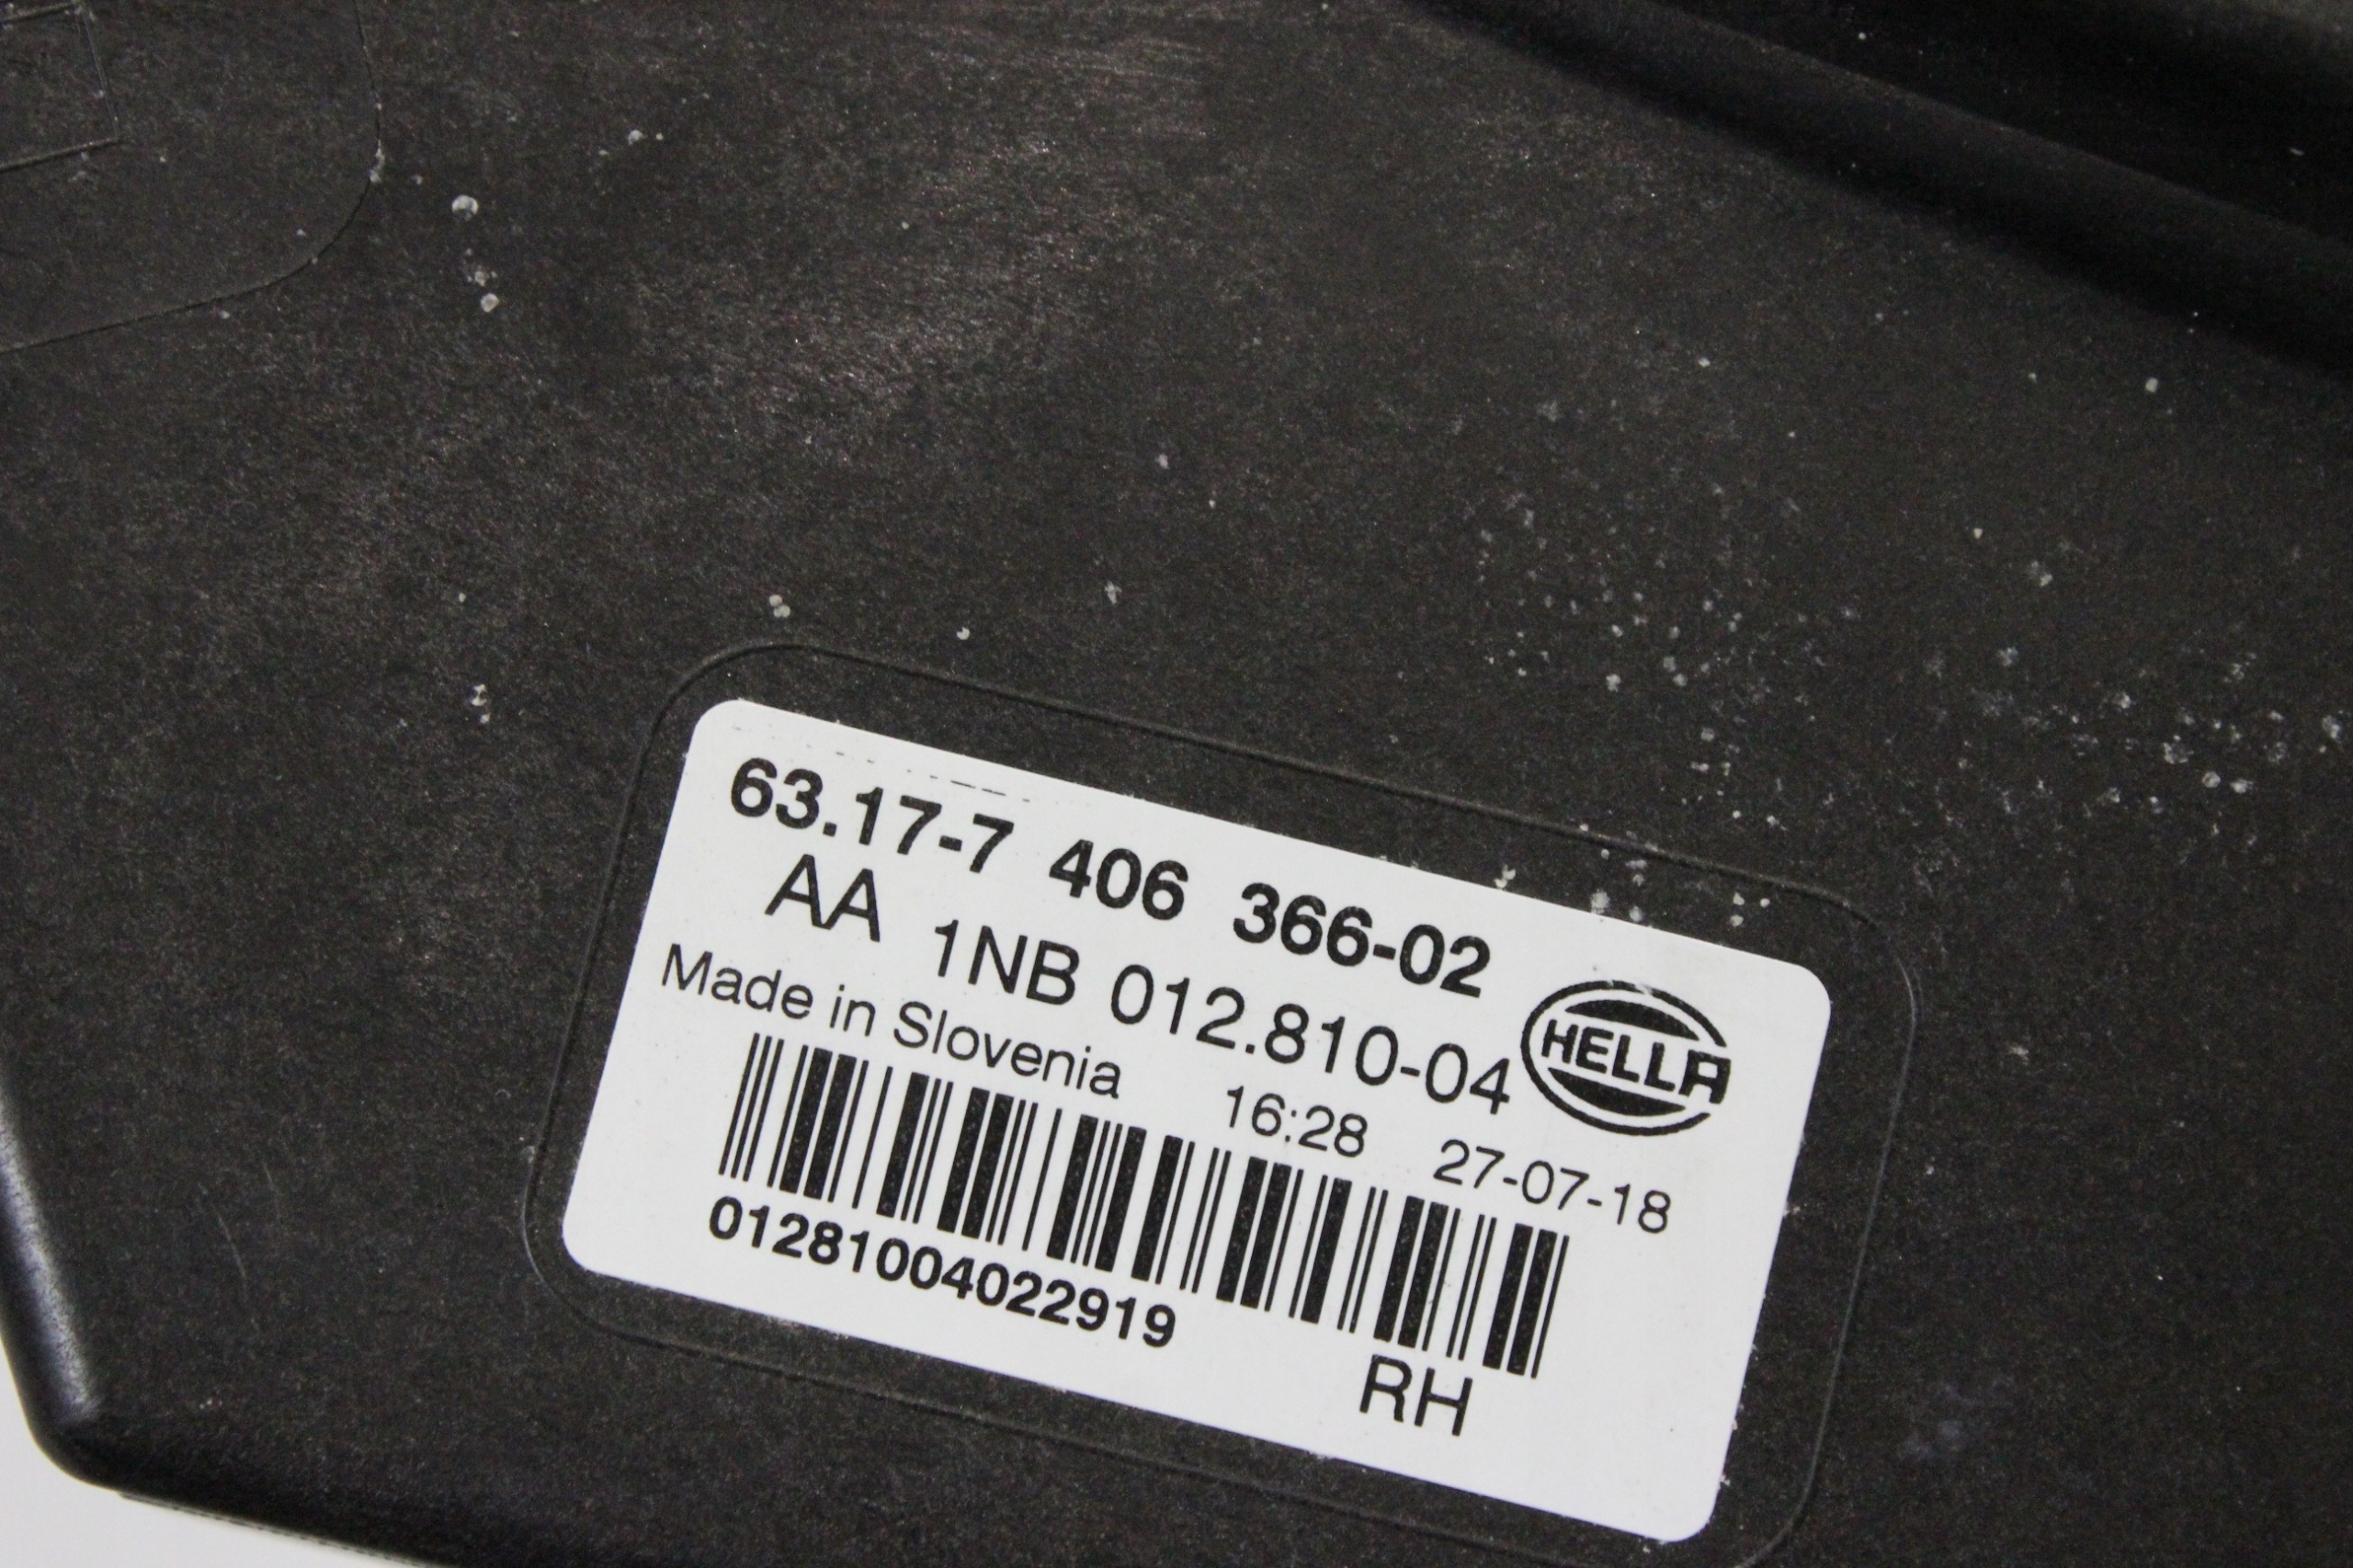 63.17-7 406 366-02
AA 1NB 012.810-04
HELLA
Made in Slovenia 16:28 27-07-18
01281004022919
RH